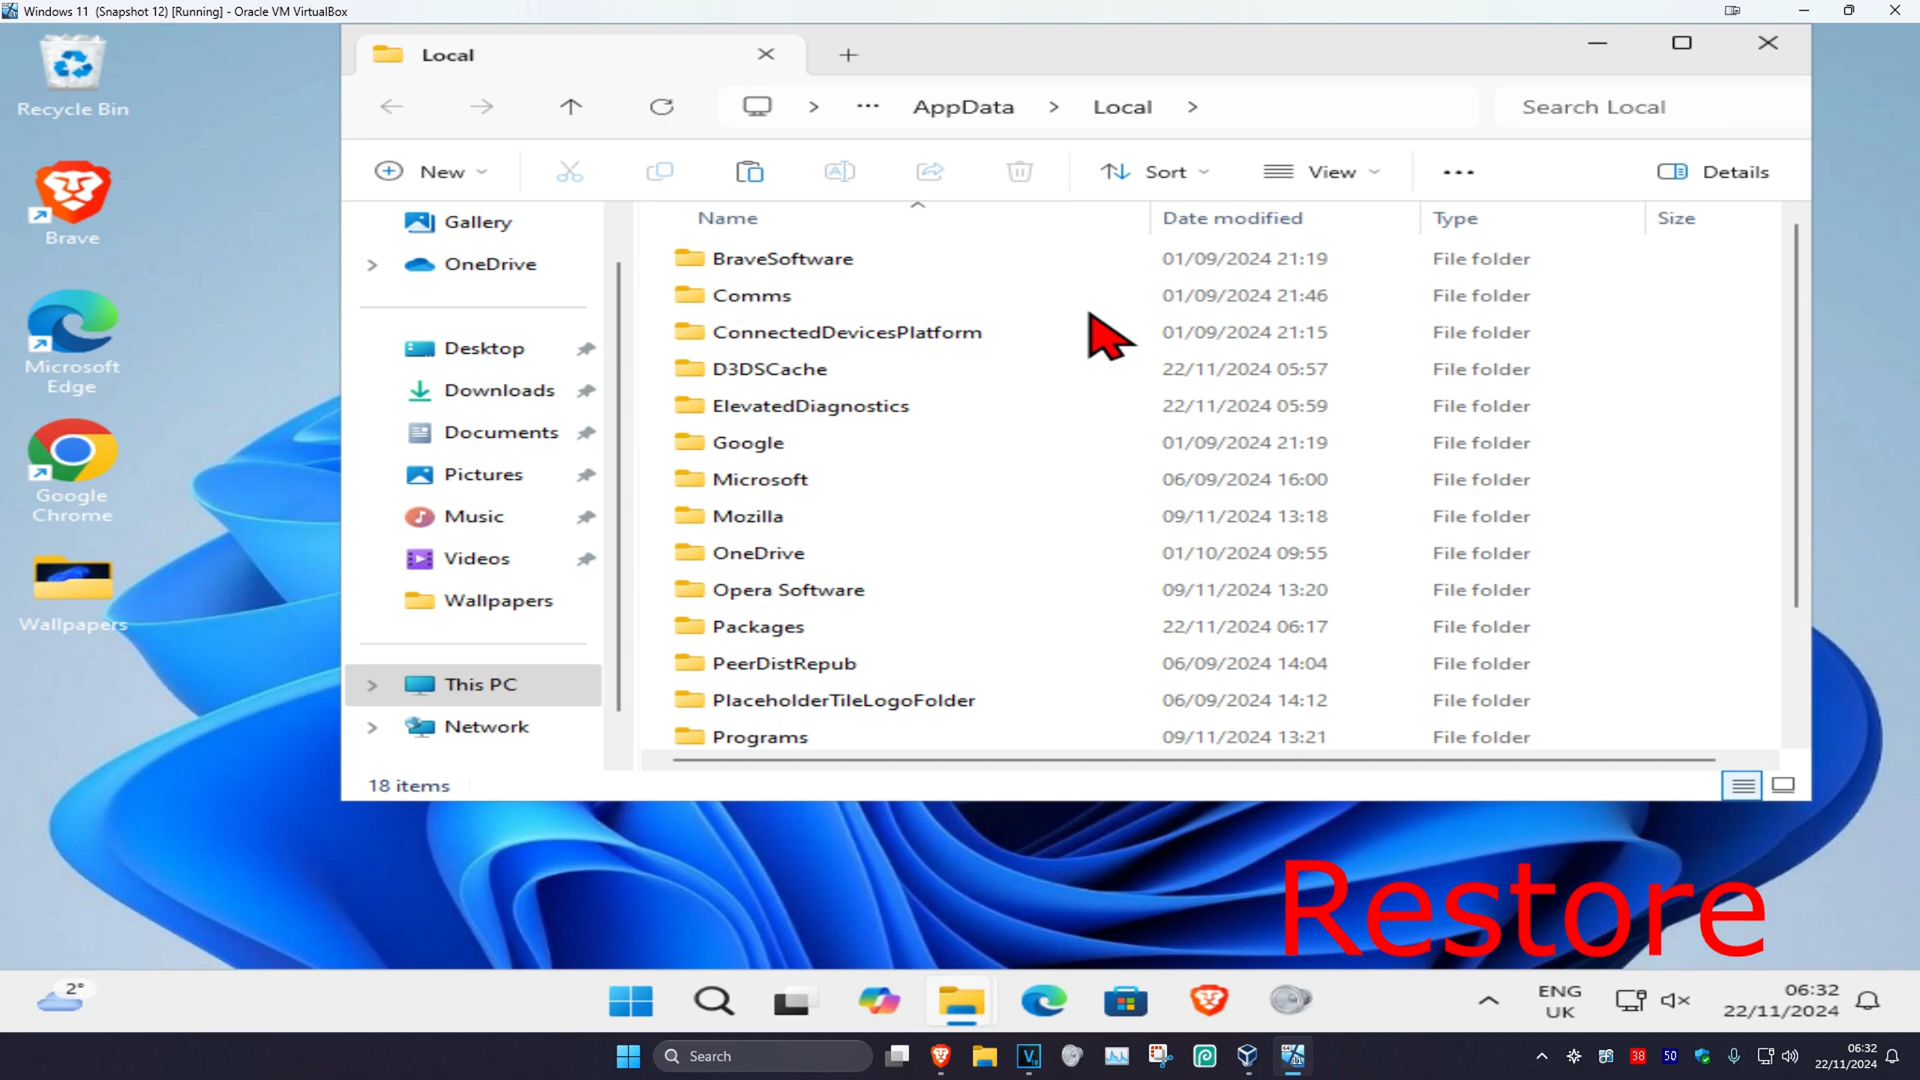 Windows 11 (Snapshot 12) [Running] - Oracle VM VirtualBox
Recycle Bin
Brave
Microsoft
Edge
Google
Chrome
Wallpapers
Local
AppData > Local >
Search Local
New
Sort
View
Details
Gallery
OneDrive
Desktop
Downloads
Documents
Pictures
Music
Videos
Wallpapers
This PC
Network
Name Date modified Type Size
BraveSoftware 01/09/2024 21:19 File folder
Comms 01/09/2024 21:46 File folder
ConnectedDevicesPlatform 01/09/2024 21:15 File folder
D3DSCache 22/11/2024 05:57 File folder
ElevatedDiagnostics 22/11/2024 05:59 File folder
Google 01/09/2024 21:19 File folder
Microsoft 06/09/2024 16:00 File folder
Mozilla 09/11/2024 13:18 File folder
OneDrive 01/10/2024 09:55 File folder
Opera Software 09/11/2024 13:20 File folder
Packages 22/11/2024 06:17 File folder
PeerDistRepub 06/09/2024 14:04 File folder
PlaceholderTileLogoFolder 06/09/2024 14:12 File folder
Programs 09/11/2024 13:21 File folder
18 items
Restore
2°
ENG
UK
06:32
22/11/2024
Search
38
50
06:32
22/11/2024